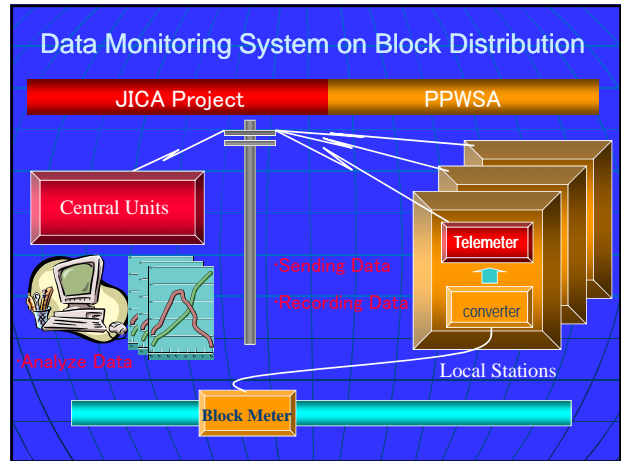 Data Monitoring System on Block Distribution
JICA Project
PPWSA
Central Units
Telemeter
converter
Local Stations
・Sending Data
・Recording Data
・Analyze Data
Block Meter